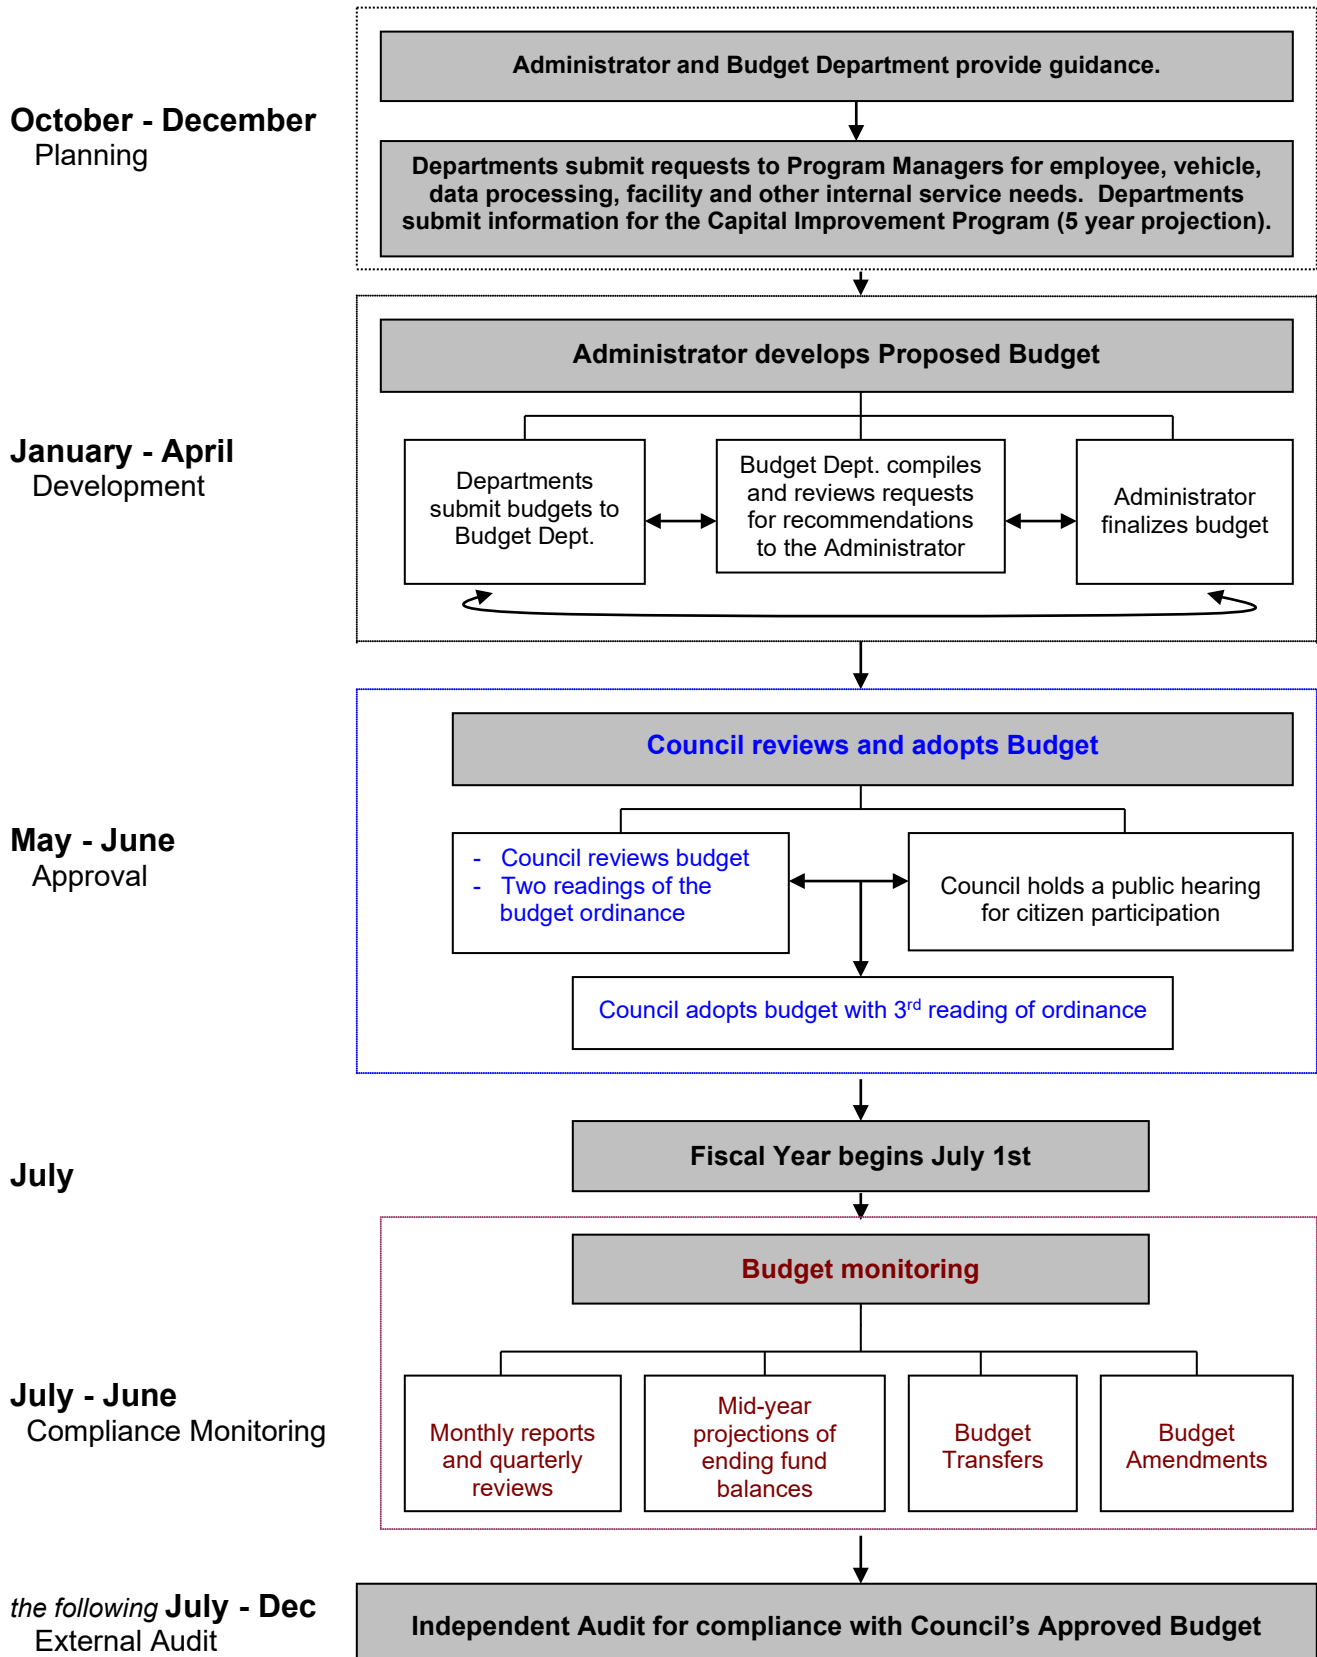 Administrator and Budget Department provide guidance.
October - December
Planning
Departments submit requests to Program Managers for employee, vehicle,
data processing, facility and other internal service needs. Departments
submit information for the Capital Improvement Program (5 year projection).
Administrator develops Proposed Budget
January - April
Development
Departments
submit budgets to
Budget Dept.
Budget Dept. compiles
and reviews requests
for recommendations
to the Administrator
Administrator
finalizes budget
Council reviews and adopts Budget
May - June
Approval
- Council reviews budget
- Two readings of the
budget ordinance
Council holds a public hearing
for citizen participation
Council adopts budget with 3rd reading of ordinance
July
Fiscal Year begins July 1st
Budget monitoring
July - June
Compliance Monitoring
Monthly reports
and quarterly
reviews
Mid-year
projections of
ending fund
balances
Budget
Transfers
Budget
Amendments
the following July - Dec
External Audit
Independent Audit for compliance with Council’s Approved Budget